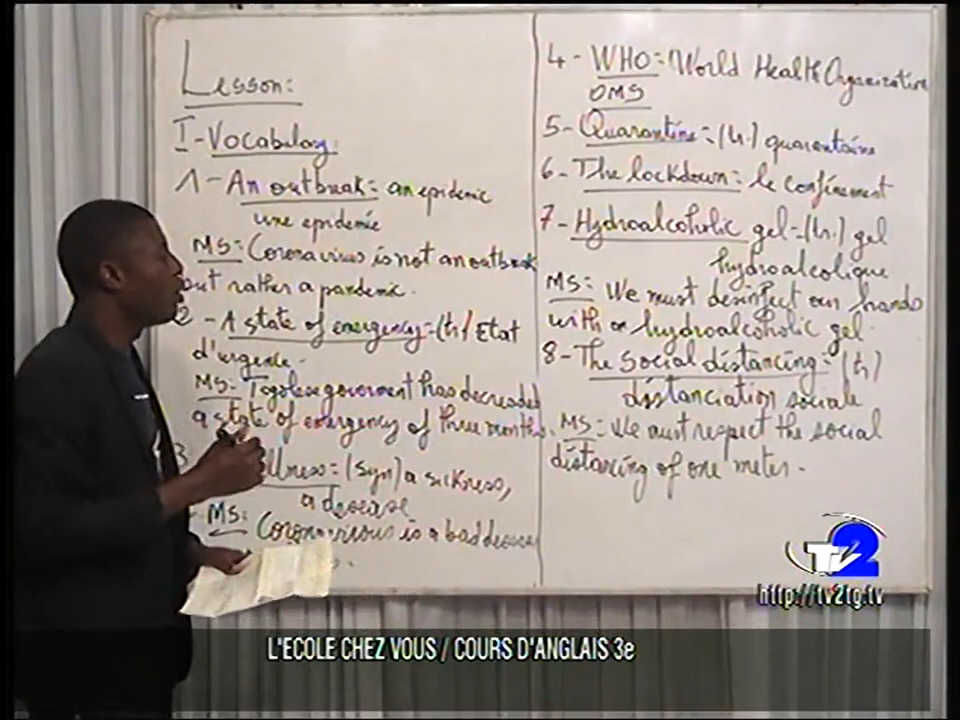 Lesson:
I-Vocabulary:
1-An outbreak: an epidemic
une epidemie
MS: Coronavirus is not an outbreak
but rather a pandemic.
2-A state of emergency=(tr) Etat
d'urgence.
MS: Togolese goverment has decreaded
a state of emergency of three months.
3
illness=(syn) a sickness,
a desease
MS: Coronavirous is a bad desease
4-WHO=World Health Organization
OMS
5-Quarantine=(tr.) quarantaine
6-The lockdown: le confinement
7-Hydroalcoholic gel-(tr.) gel
hydroalcolique
MS: We must desinfect our hands
with a hydroalcoholic gel.
8-The social distancing=(tr)
distanciation sociale
MS: We must respect the social
distancing of one meter.
TV2
http://tv2tg.tv
L'ECOLE CHEZ VOUS / COURS D'ANGLAIS 3e